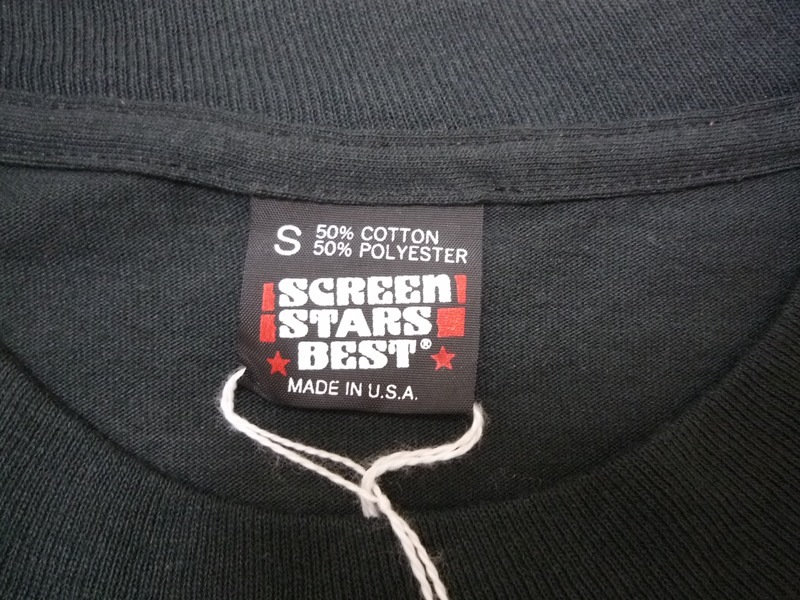 S 50% COTTON
50% POLYESTER
SCREEN
STARS
BEST®
MADE IN U.S.A.